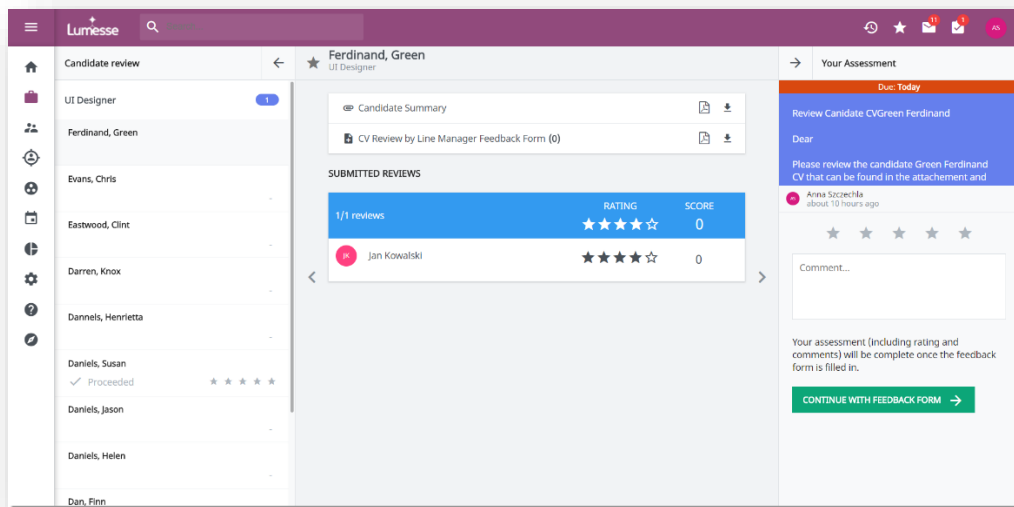 Lumesse
11
1
AS
Candidate review
UI Designer
1
Ferdinand, Green
Evans, Chris
Eastwood, Clint
Darren, Knox
Dannels, Henrietta
Daniels, Susan
Proceeded
Daniels, Jason
Daniels, Helen
Dan, Finn
Ferdinand, Green
UI Designer
Candidate Summary
CV Review by Line Manager Feedback Form (0)
SUBMITTED REVIEWS
1/1 reviews
RATING
SCORE
0
JK
Jan Kowalski
0
Your Assessment
Due: Today
Review Canidate CVGreen Ferdinand
Dear
Please review the candidate Green Ferdinand
CV that can be found in the attachement and
AS
Anna Szczechla
about 10 hours ago
Comment...
Your assessment (including rating and
comments) will be complete once the feedback
form is filled in.
CONTINUE WITH FEEDBACK FORM